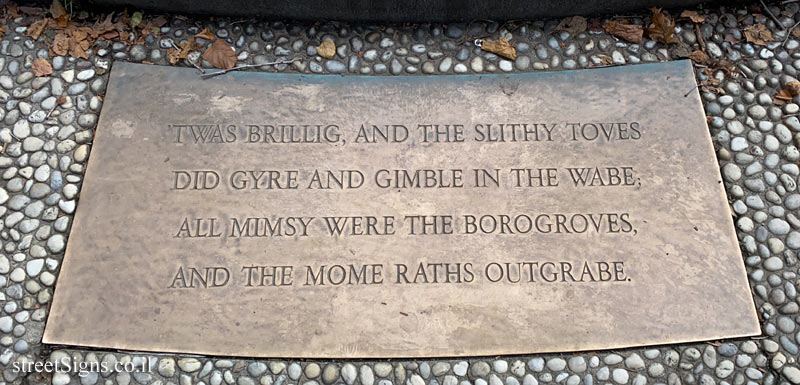 'TWAS BRILLIG, AND THE SLITHY TOVES
DID GYRE AND GIMBLE IN THE WABE;
ALL MIMSY WERE THE BOROGROVES,
AND THE MOME RATHS OUTGRABE.
streetSigns.co.il